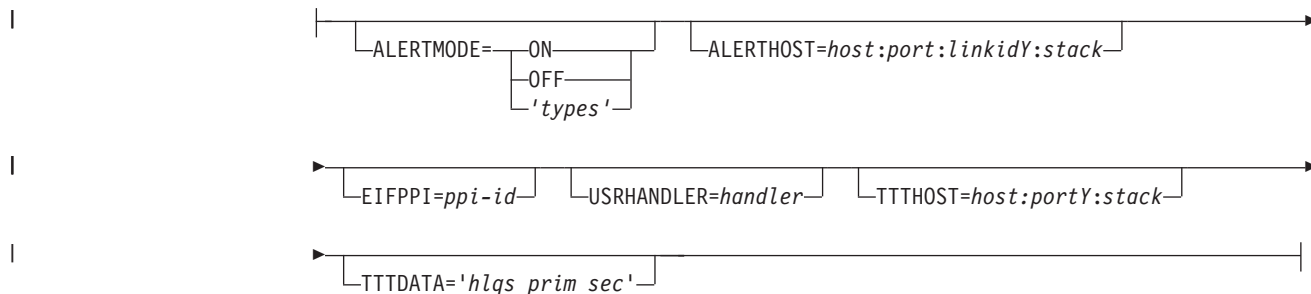 ALERTMODE= ON ALERTHOST=host:port:linkidY:stack
OFF
'types'
EIFPPI=ppi-id USRHANDLER=handler TTTHOST=host:portY:stack
TTTDATA='hlqs prim sec'